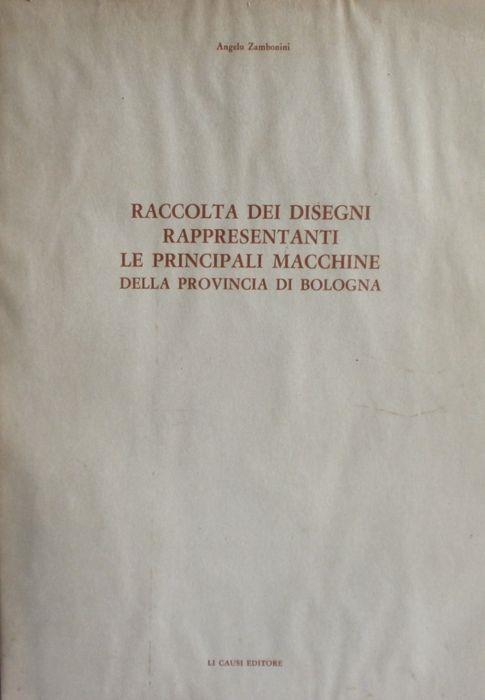 Angelo Zambonini
RACCOLTA DEI DISEGNI
RAPPRESENTANTI
LE PRINCIPALI MACCHINE
DELLA PROVINCIA DI BOLOGNA
LI CAUSI EDITORE